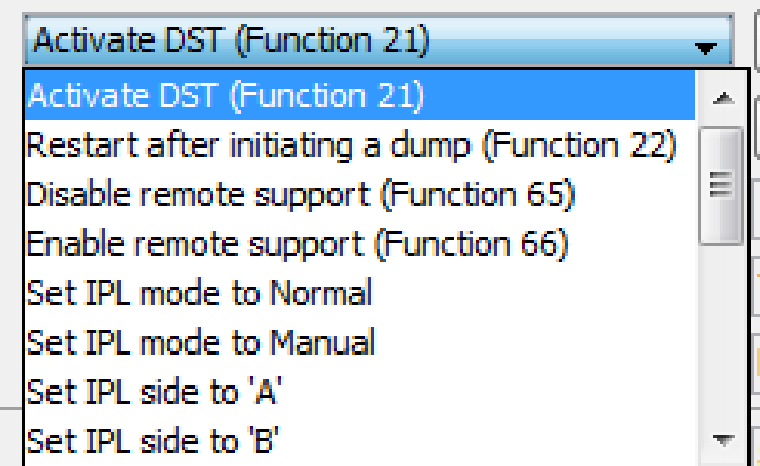 Activate DST (Function 21)
Activate DST (Function 21)
Restart after initiating a dump (Function 22)
Disable remote support (Function 65)
Enable remote support (Function 66)
Set IPL mode to Normal
Set IPL mode to Manual
Set IPL side to 'A'
Set IPL side to 'B'